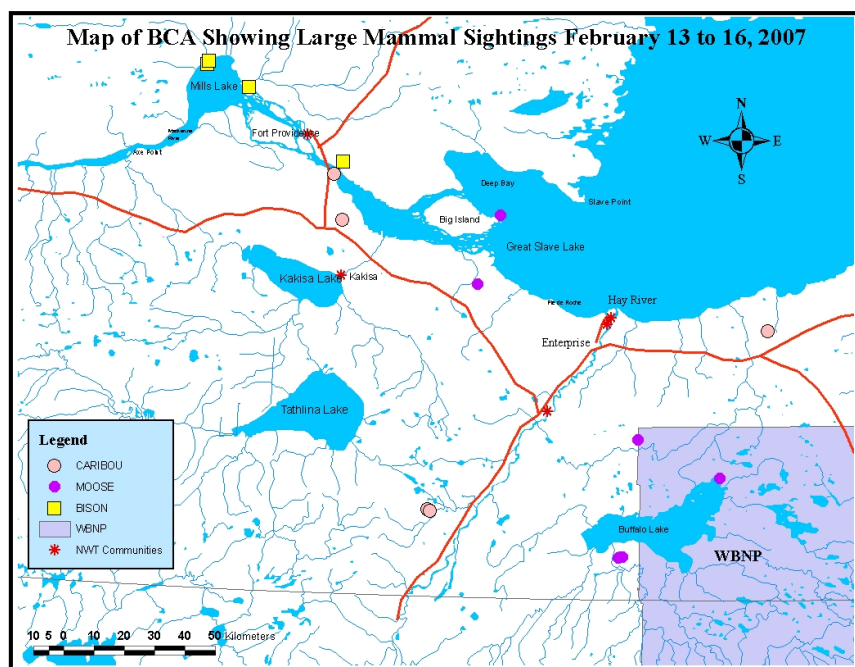 Map of BCA Showing Large Mammal Sightings February 13 to 16, 2007
Mills Lake
Mackenzie
River
Fort Providence
Axe Point
N
W E
S
Deep Bay
Slave Point
Big Island
Great Slave Lake
Kakisa Lake
Kakisa
Hay River
Enterprise
Tathlina Lake
Legend
CARIBOU
MOOSE
BISON
WBNP
NWT Communities
Buffalo Lake
WBNP
10 5 0 10 20 30 40 50 Kilometers